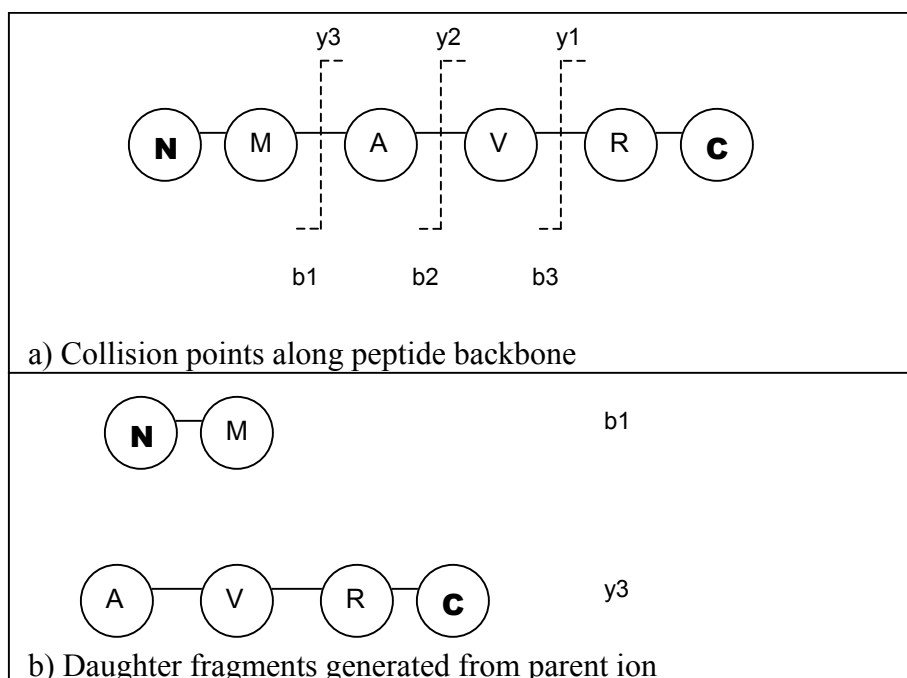 y3 y2 y1
N M A V R C
b1 b2 b3
a) Collision points along peptide backbone
N M b1
A V R C y3
b) Daughter fragments generated from parent ion